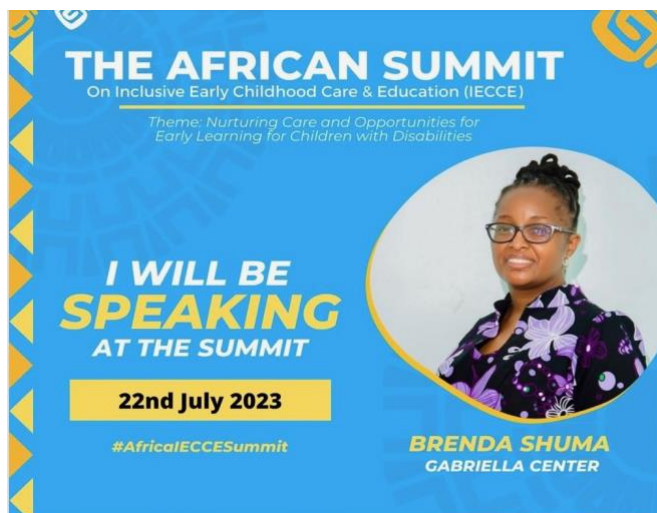 THE AFRICAN SUMMIT
On Inclusive Early Childhood Care & Education (IECCE)
Theme: Nurturing Care and Opportunities for
Early Learning for Children with Disabilities
I WILL BE
SPEAKING
AT THE SUMMIT
22nd July 2023
#AfricaIECCESummit
BRENDA SHUMA
GABRIELLA CENTER